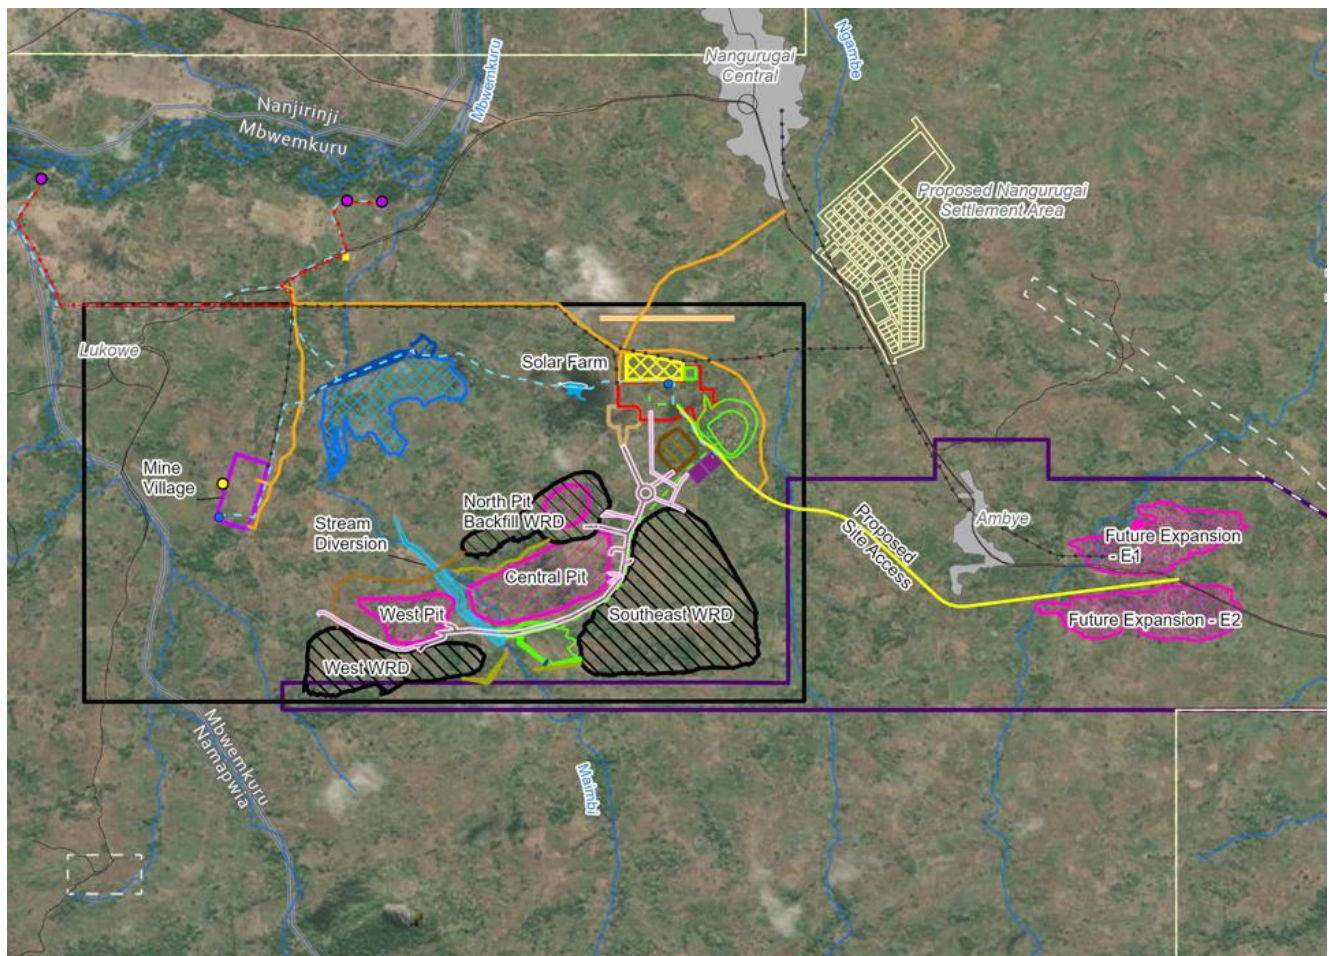 Nangurugai
Central
Ngambe
Mbwemkuru
Nanjirinji
Mbwemkuru
Proposed Nangurugai
Settlement Area
Lukowe
Solar Farm
Mine
Village
North Pit
Backfill WRD
Stream
Diversion
Proposed
Site Access
Ambye
Future Expansion
- E1
Central Pit
West Pit
Southeast WRD
Future Expansion - E2
West WRD
Mbwemkuru
Namapwia
Maimbi